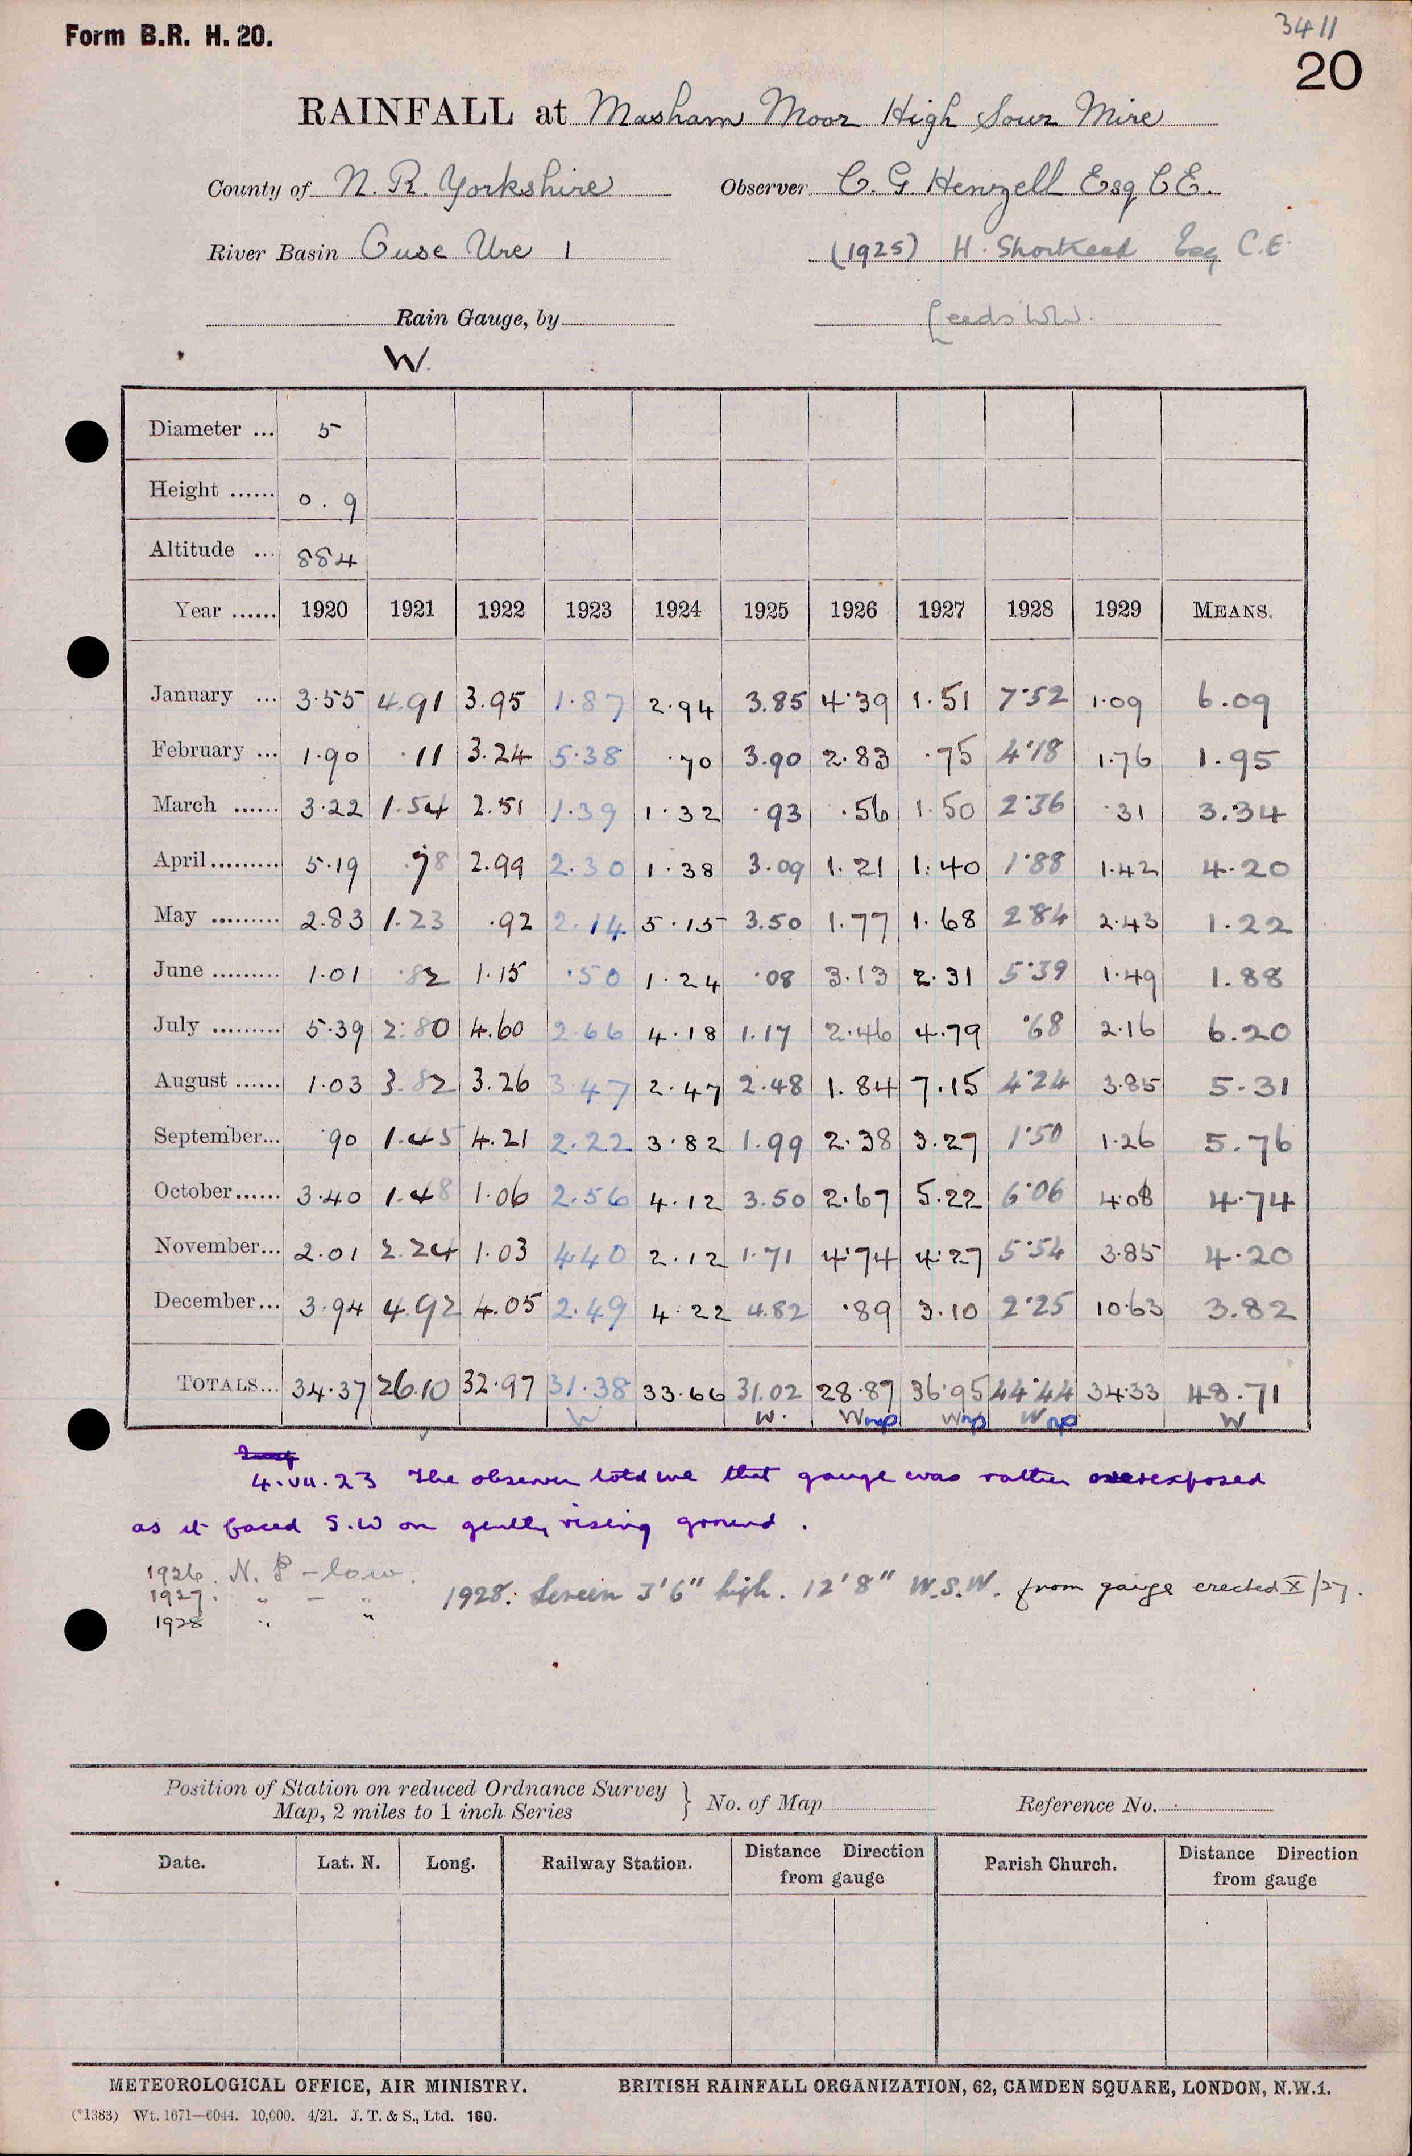 Form B.R. H. 20.
3411
20
RAINFALL at Masham Moor High Sour Mire
County of N. R. Yorkshire Observer C. G. Henzell Esq C.E.
River Basin Ouse Ure 1 (1925) H. Shortreed Esq C.E.
Rain Gauge, by Leeds W.W.
W.
Diameter ... 5
Height ...... 0.9
Altitude ... 884
Year ...... 1920 1921 1922 1923 1924 1925 1926 1927 1928 1929 MEANS.
January ... 3.55 4.91 3.95 1.87 2.94 3.85 4.39 1.51 7.52 1.09 6.09
February ... 1.90 .11 3.24 5.38 .70 3.90 2.83 .75 4.18 1.76 1.95
March ...... 3.22 1.54 2.51 1.39 1.32 .93 .56 1.50 2.36 .31 3.34
April......... 5.19 .78 2.99 2.30 1.38 3.09 1.21 1.40 1.88 1.42 4.20
May ......... 2.83 1.23 .92 2.14 5.15 3.50 1.77 1.68 2.84 2.43 1.22
June ......... 1.01 .82 1.15 .50 1.24 .08 3.13 2.31 5.39 1.49 1.88
July ......... 5.39 2.80 4.60 2.66 4.18 1.17 2.46 4.79 .68 2.16 6.20
August ...... 1.03 3.82 3.26 3.47 2.47 2.48 1.84 7.15 4.24 3.85 5.31
September... .90 1.45 4.21 2.22 3.82 1.99 2.38 3.27 1.50 1.26 5.76
October...... 3.40 1.48 1.06 2.56 4.12 3.50 2.67 5.22 6.06 4.08 4.74
November... 2.01 2.24 1.03 4.40 2.12 1.71 4.74 4.27 5.54 3.85 4.20
December... 3.94 4.92 4.05 2.49 4.22 4.82 .89 3.10 2.25 10.63 3.82
TOTALS... 34.37 26.10 32.97 31.38 33.66 31.02 28.87 36.95 44.44 34.33 48.71
W W. Wnp Wnp Wnp W
4.VII.23 The observer told me that gauge was rather overexposed
as it faced S.W on gently rising ground.
1926. N. P - low.
1927. " - "
1928 " "
1928: Screen 3'6" high. 12'8" W.S.W. from gauge erected X/27.
Position of Station on reduced Ordnance Survey
Map, 2 miles to 1 inch Series } No. of Map Reference No.
Date. Lat. N. Long. Railway Station. Distance Direction from gauge Parish Church. Distance Direction from gauge
METEOROLOGICAL OFFICE, AIR MINISTRY. BRITISH RAINFALL ORGANIZATION, 62, CAMDEN SQUARE, LONDON, N.W.1.
(*1383) Wt. 1671—6044. 10,000. 4/21. J. T. & S., Ltd. 160.